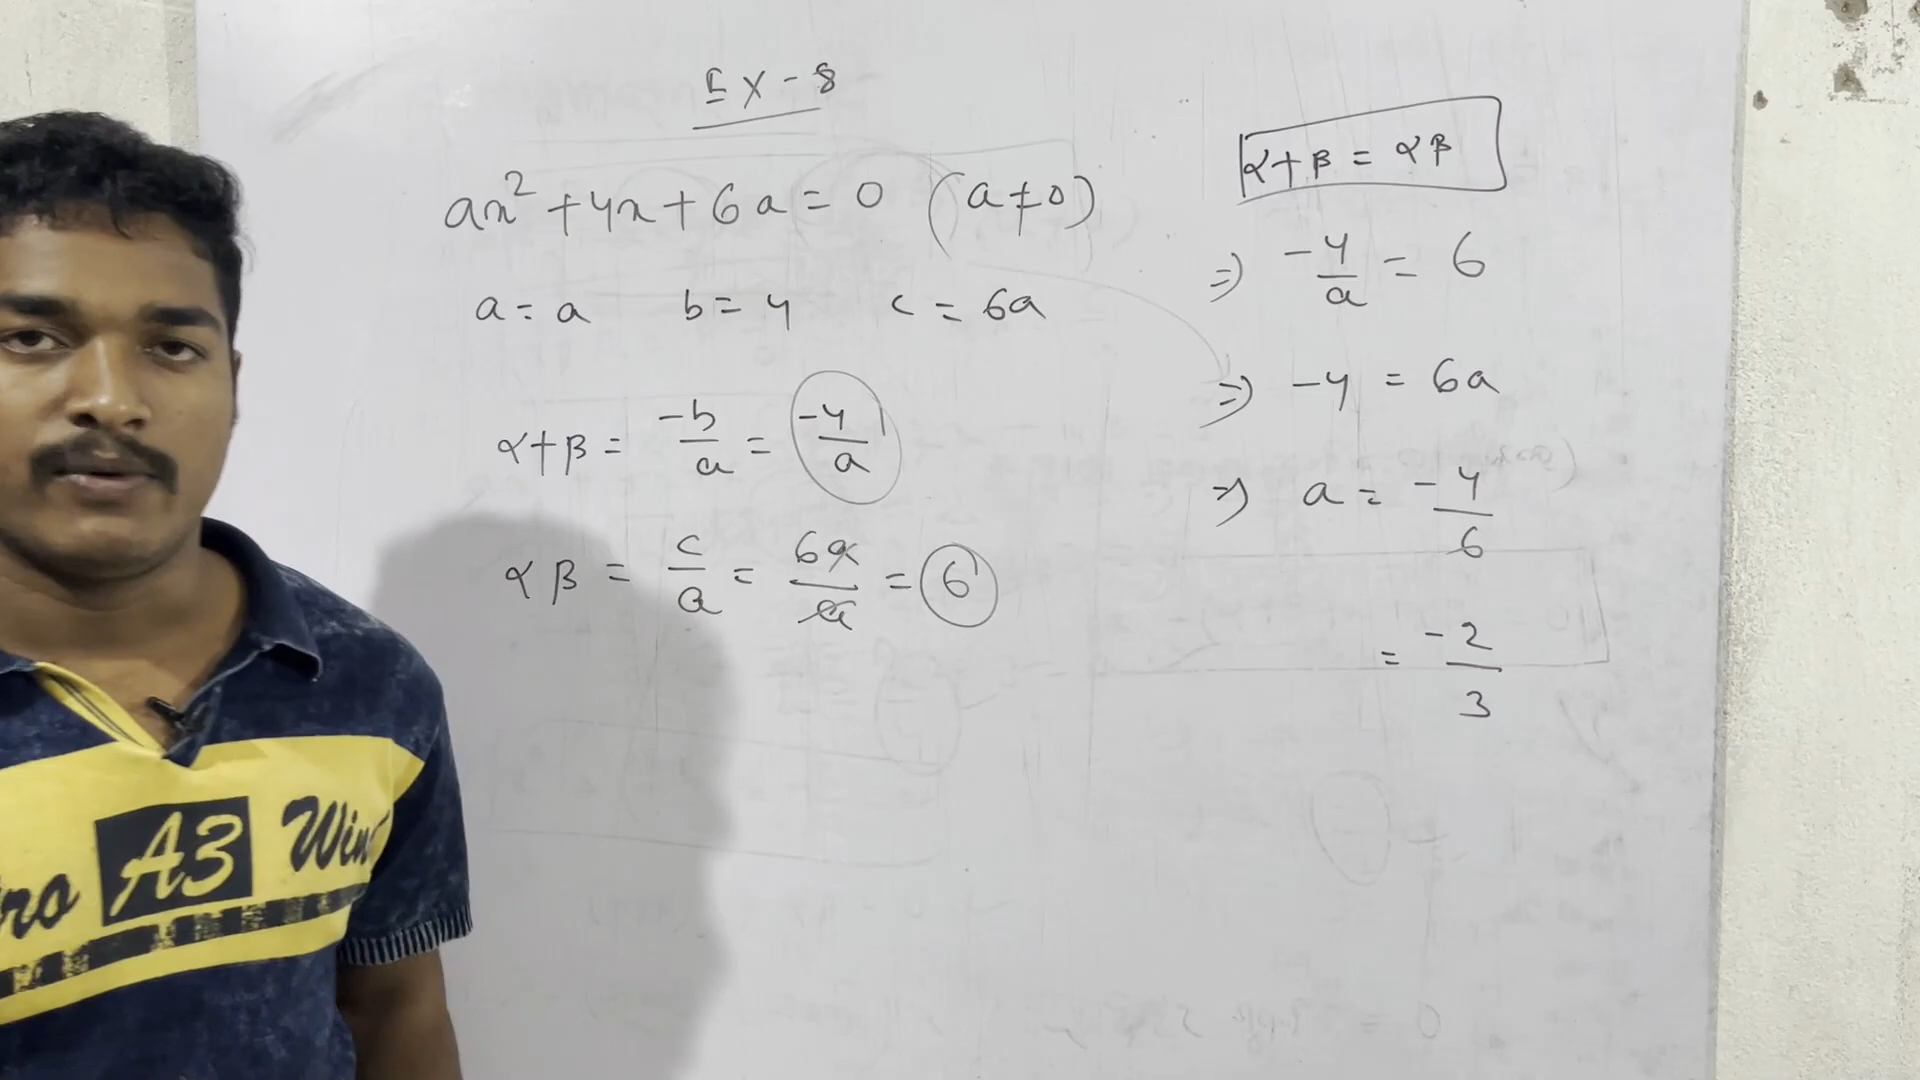 Ex - 8
ax² + 4x + 6a = 0 (a ≠ 0)
a = a b = 4 c = 6a
α + β = -b/a = -4/a
αβ = c/a = 6a/a = 6
α + β = αβ
⇒ -4/a = 6
⇒ -4 = 6a
⇒ a = -4/6
= -2/3
A3 Win